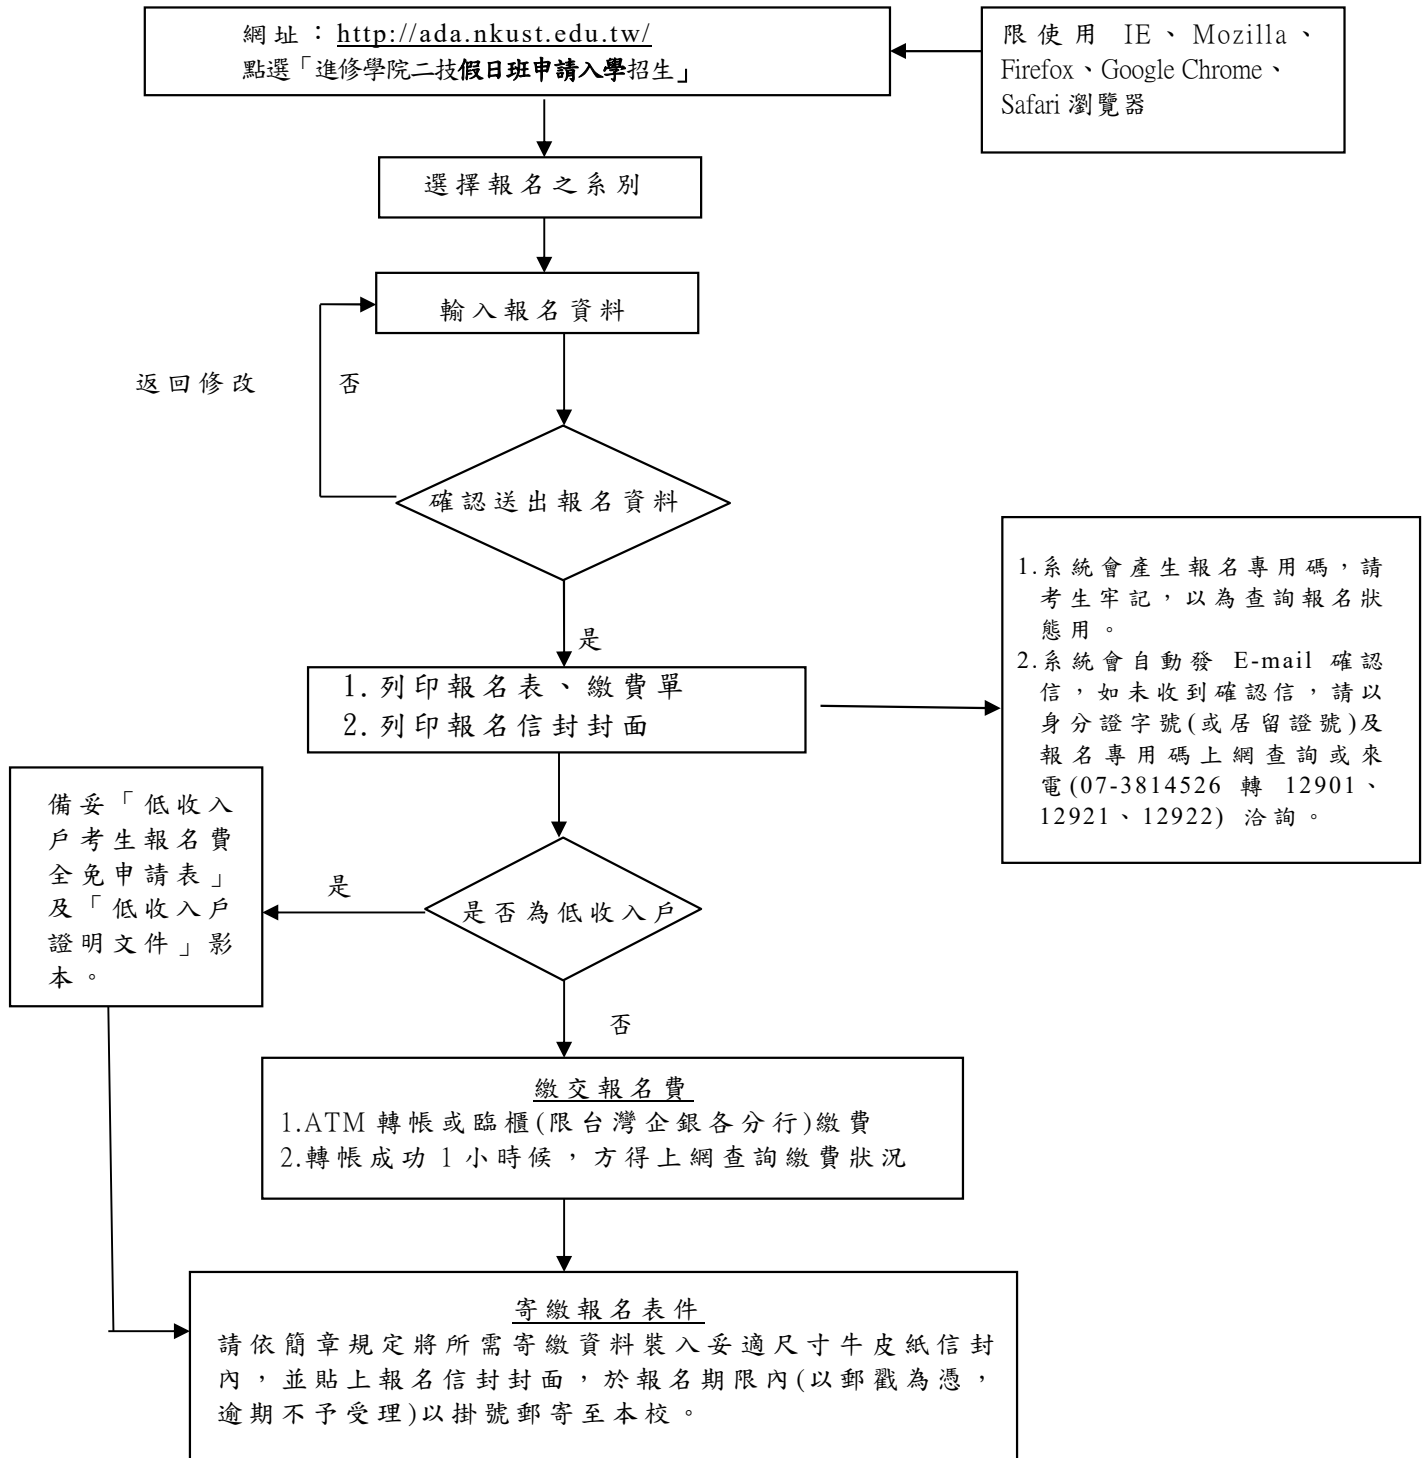 網址：http://ada.nkust.edu.tw/
點選「進修學院二技假日班申請入學招生」
限使用 IE、Mozilla、
Firefox、Google Chrome、
Safari 瀏覽器
選擇報名之系別
輸入報名資料
返回修改
否
確認送出報名資料
是
1.系統會產生報名專用碼，請
考生牢記，以為查詢報名狀
態用。
2.系統會自動發 E-mail 確認
信，如未收到確認信，請以
身分證字號(或居留證號)及
報名專用碼上網查詢或來
電(07-3814526 轉 12901、
12921、12922) 洽詢。
1.列印報名表、繳費單
2.列印報名信封封面
備妥「低收入
戶考生報名費
全免申請表」
及「低收入戶
證明文件」影
本。
是
是否為低收入戶
否
繳交報名費
1.ATM 轉帳或臨櫃(限台灣企銀各分行)繳費
2.轉帳成功 1 小時候，方得上網查詢繳費狀況
寄繳報名表件
請依簡章規定將所需寄繳資料裝入妥適尺寸牛皮紙信封
內，並貼上報名信封封面，於報名期限內(以郵戳為憑，
逾期不予受理)以掛號郵寄至本校。